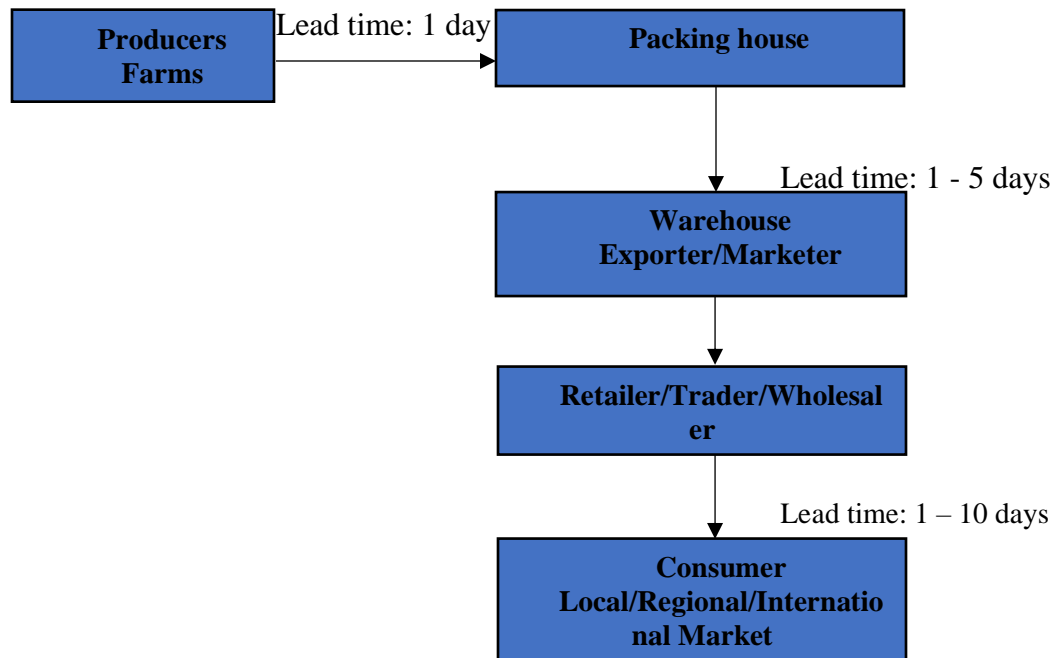 Producers
Farms
Lead time: 1 day
Packing house
Lead time: 1 - 5 days
Warehouse
Exporter/Marketer
Retailer/Trader/Wholesal
er
Lead time: 1 – 10 days
Consumer
Local/Regional/Internatio
nal Market